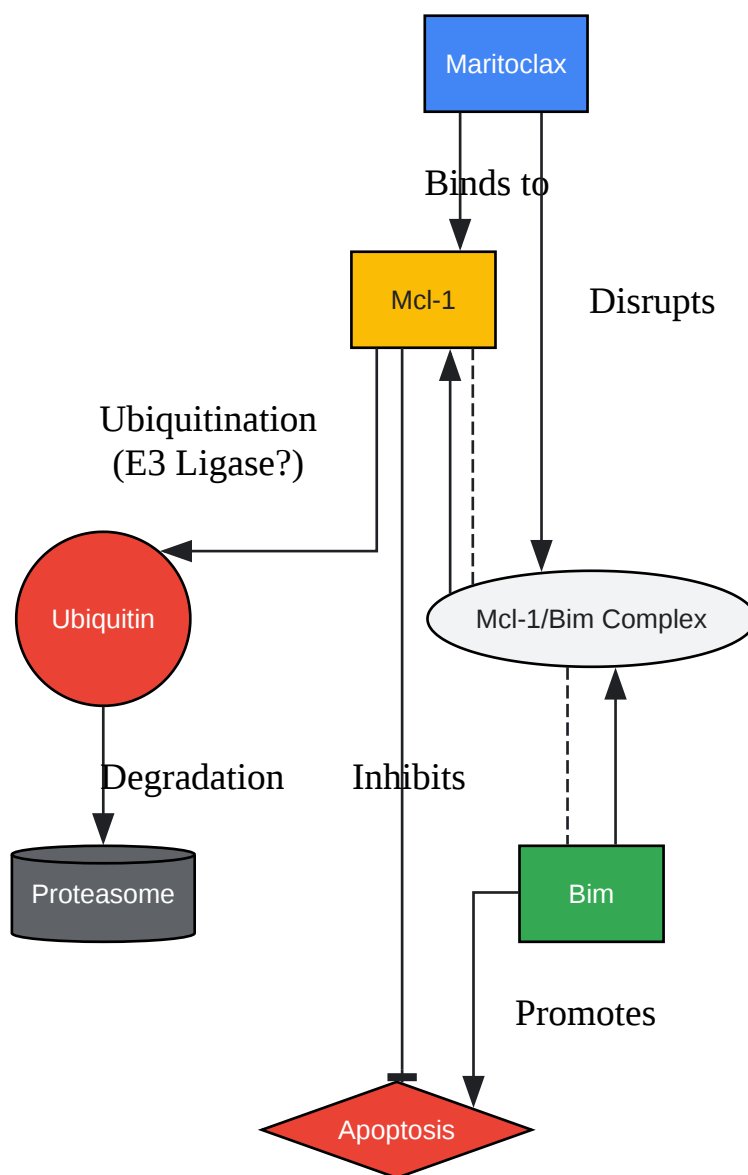 Maritoclax
Binds to
Mcl-1
Disrupts
Ubiquitination
(E3 Ligase?)
Ubiquitin
Mcl-1/Bim Complex
Degradation
Inhibits
Proteasome
Bim
Promotes
Apoptosis